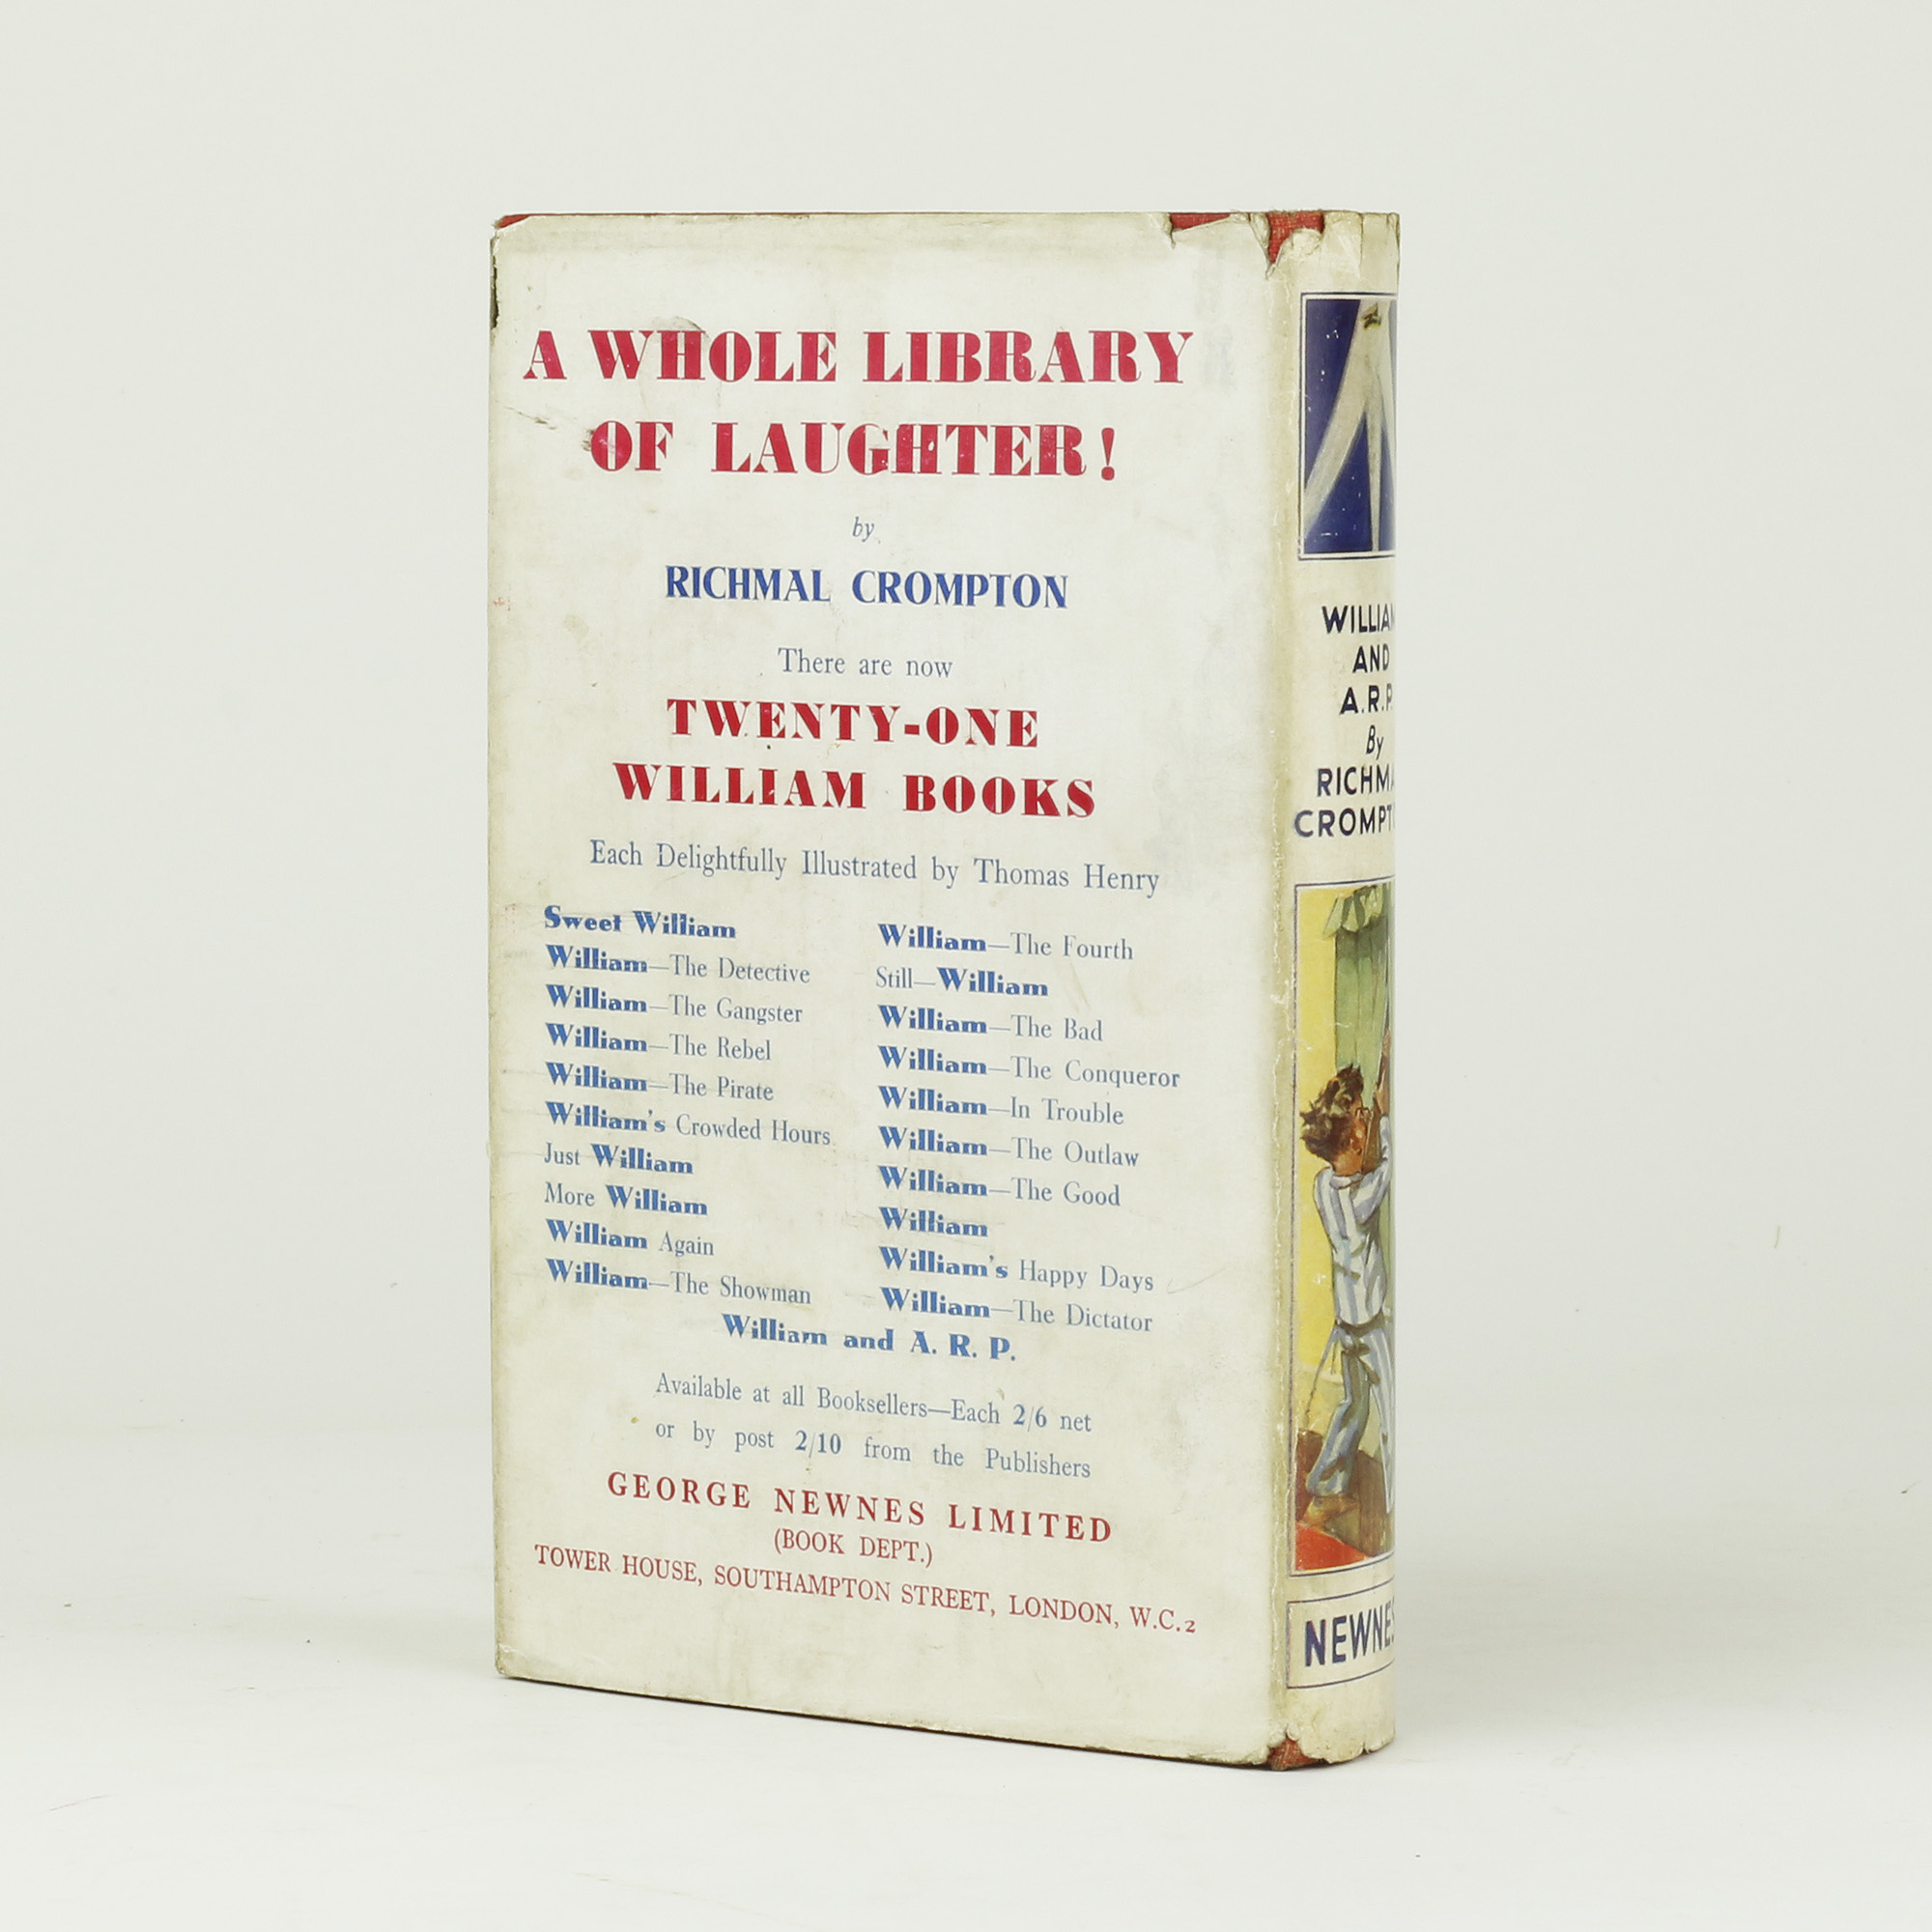 A WHOLE LIBRARY
OF LAUGHTER!
by
RICHMAL CROMPTON
There are now
TWENTY-ONE
WILLIAM BOOKS
Each Delightfully Illustrated by Thomas Henry
Sweet William
William—The Detective
William—The Gangster
William—The Rebel
William—The Pirate
William's Crowded Hours
Just William
More William
William Again
William—The Showman
William—The Fourth
Still—William
William—The Bad
William—The Conqueror
William—In Trouble
William—The Outlaw
William—The Good
William
William's Happy Days
William—The Dictator
William and A. R. P.
Available at all Booksellers—Each 2/6 net
or by post 2/10 from the Publishers
GEORGE NEWNES LIMITED
(BOOK DEPT.)
TOWER HOUSE, SOUTHAMPTON STREET, LONDON, W.C.2
WILLIAM
AND
A.R.P.
By
RICHMA
CROMPT
NEWNES